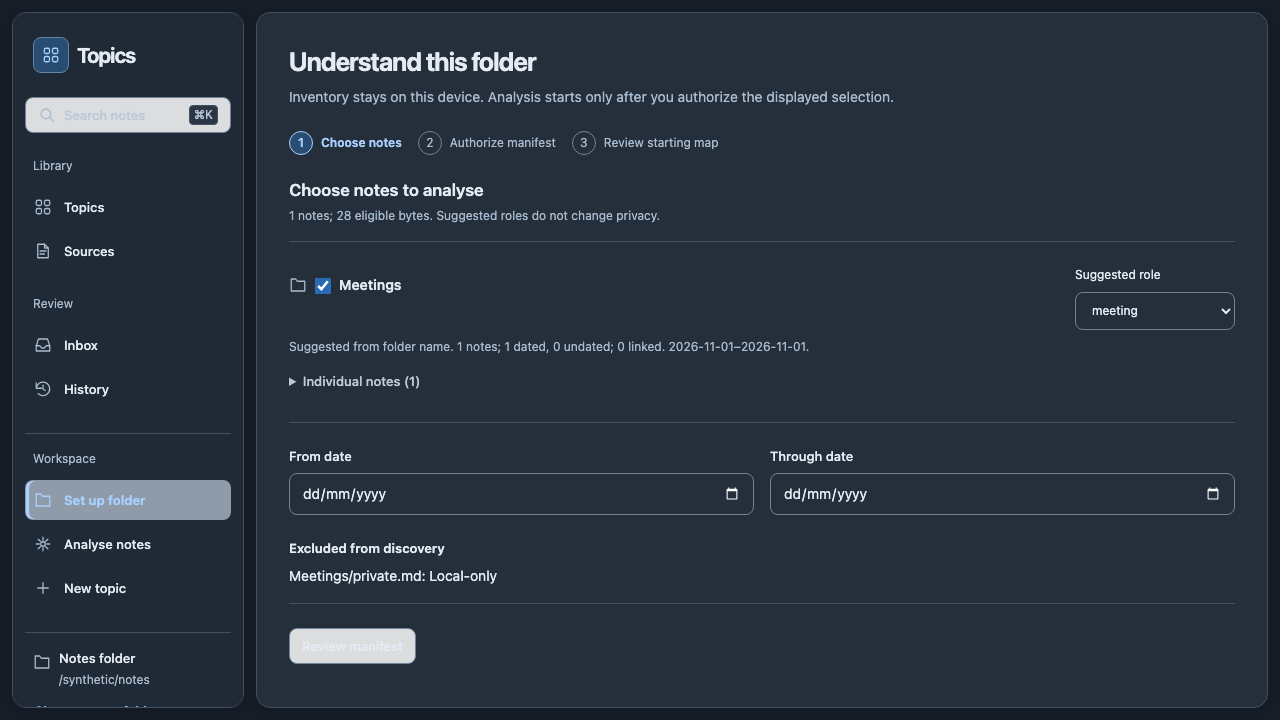 Topics
Search notes ⌘K
Library
Topics
Sources
Review
Inbox
History
Workspace
Set up folder
Analyse notes
New topic
Notes folder
/synthetic/notes
Understand this folder
Inventory stays on this device. Analysis starts only after you authorize the displayed selection.
1 Choose notes 2 Authorize manifest 3 Review starting map
Choose notes to analyse
1 notes; 28 eligible bytes. Suggested roles do not change privacy.
Meetings
Suggested role
meeting
Suggested from folder name. 1 notes; 1 dated, 0 undated; 0 linked. 2026-11-01–2026-11-01.
Individual notes (1)
From date
Through date
dd/mm/yyyy
dd/mm/yyyy
Excluded from discovery
Meetings/private.md: Local-only
Review manifest